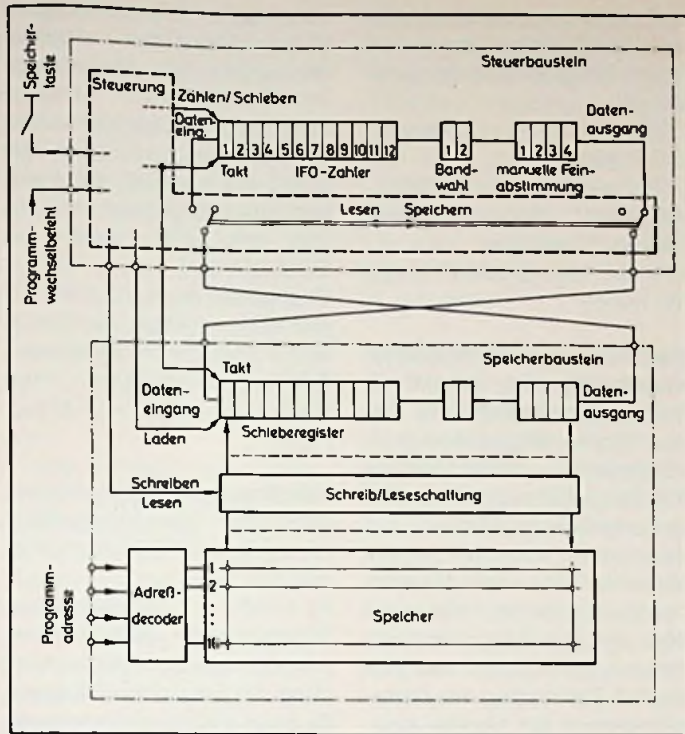 Speicher-
taste
Programm-
wechselbefehl
Steuerbaustein
Steuerung
Zählen/Schieben
Daten-
eing.
1 2 3 4 5 6 7 8 9 10 11 12
Takt
IFO-Zahler
1 2
Band-
wahl
1 2 3 4
manuelle Fein-
abstimmung
Daten-
ausgang
Lesen
Speichern
Speicherbaustein
Takt
Daten-
eingang
Laden
Schieberegister
Daten-
ausgang
Schreiben
Lesen
Schreib/Leseschaltung
Programm-
adresse
Adreß-
decoder
1
2
16
Speicher